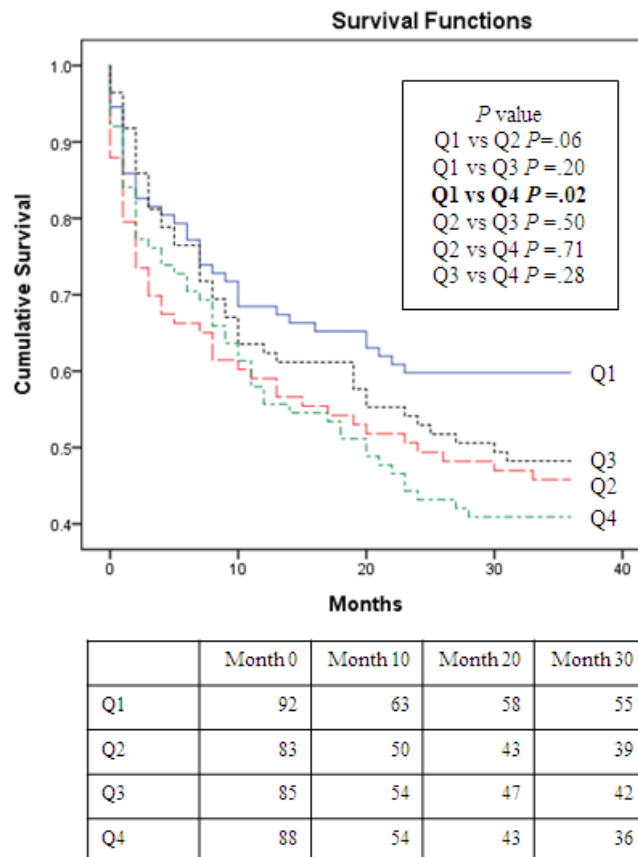 Survival Functions
1.0
0.9
0.8
0.7
0.6
0.5
0.4
Cumulative Survival
P value
Q1 vs Q2 P=.06
Q1 vs Q3 P=.20
Q1 vs Q4 P=.02
Q2 vs Q3 P=.50
Q2 vs Q4 P=.71
Q3 vs Q4 P=.28
Q1
Q3
Q2
Q4
0 10 20 30 40
Months
Month 0 Month 10 Month 20 Month 30
Q1 92 63 58 55
Q2 83 50 43 39
Q3 85 54 47 42
Q4 88 54 43 36